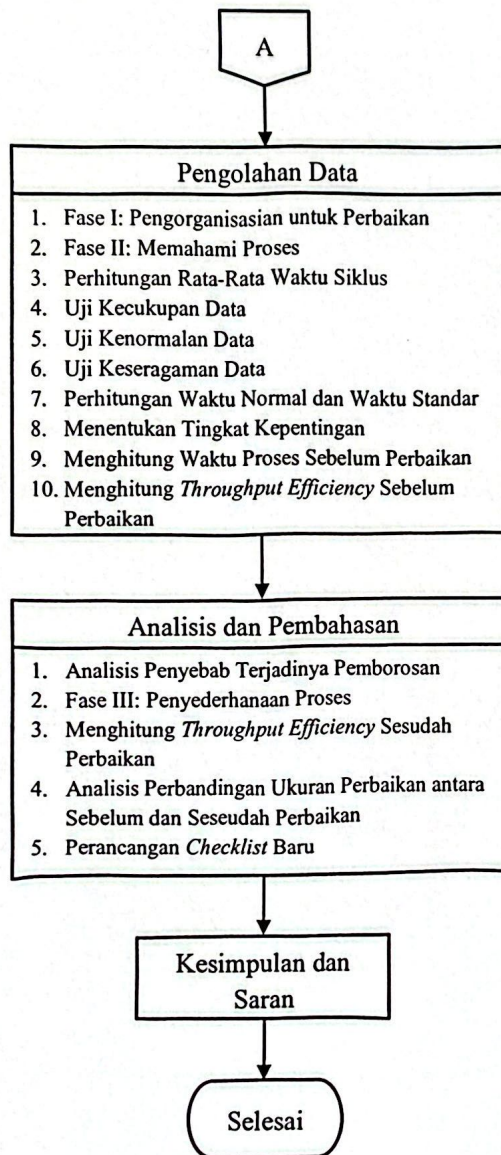 A
Pengolahan Data
1. Fase I: Pengorganisasian untuk Perbaikan
2. Fase II: Memahami Proses
3. Perhitungan Rata-Rata Waktu Siklus
4. Uji Kecukupan Data
5. Uji Kenormalan Data
6. Uji Keseragaman Data
7. Perhitungan Waktu Normal dan Waktu Standar
8. Menentukan Tingkat Kepentingan
9. Menghitung Waktu Proses Sebelum Perbaikan
10. Menghitung Throughput Efficiency Sebelum
Perbaikan
Analisis dan Pembahasan
1. Analisis Penyebab Terjadinya Pemborosan
2. Fase III: Penyederhanaan Proses
3. Menghitung Throughput Efficiency Sesudah
Perbaikan
4. Analisis Perbandingan Ukuran Perbaikan antara
Sebelum dan Seseudah Perbaikan
5. Perancangan Checklist Baru
Kesimpulan dan
Saran
Selesai